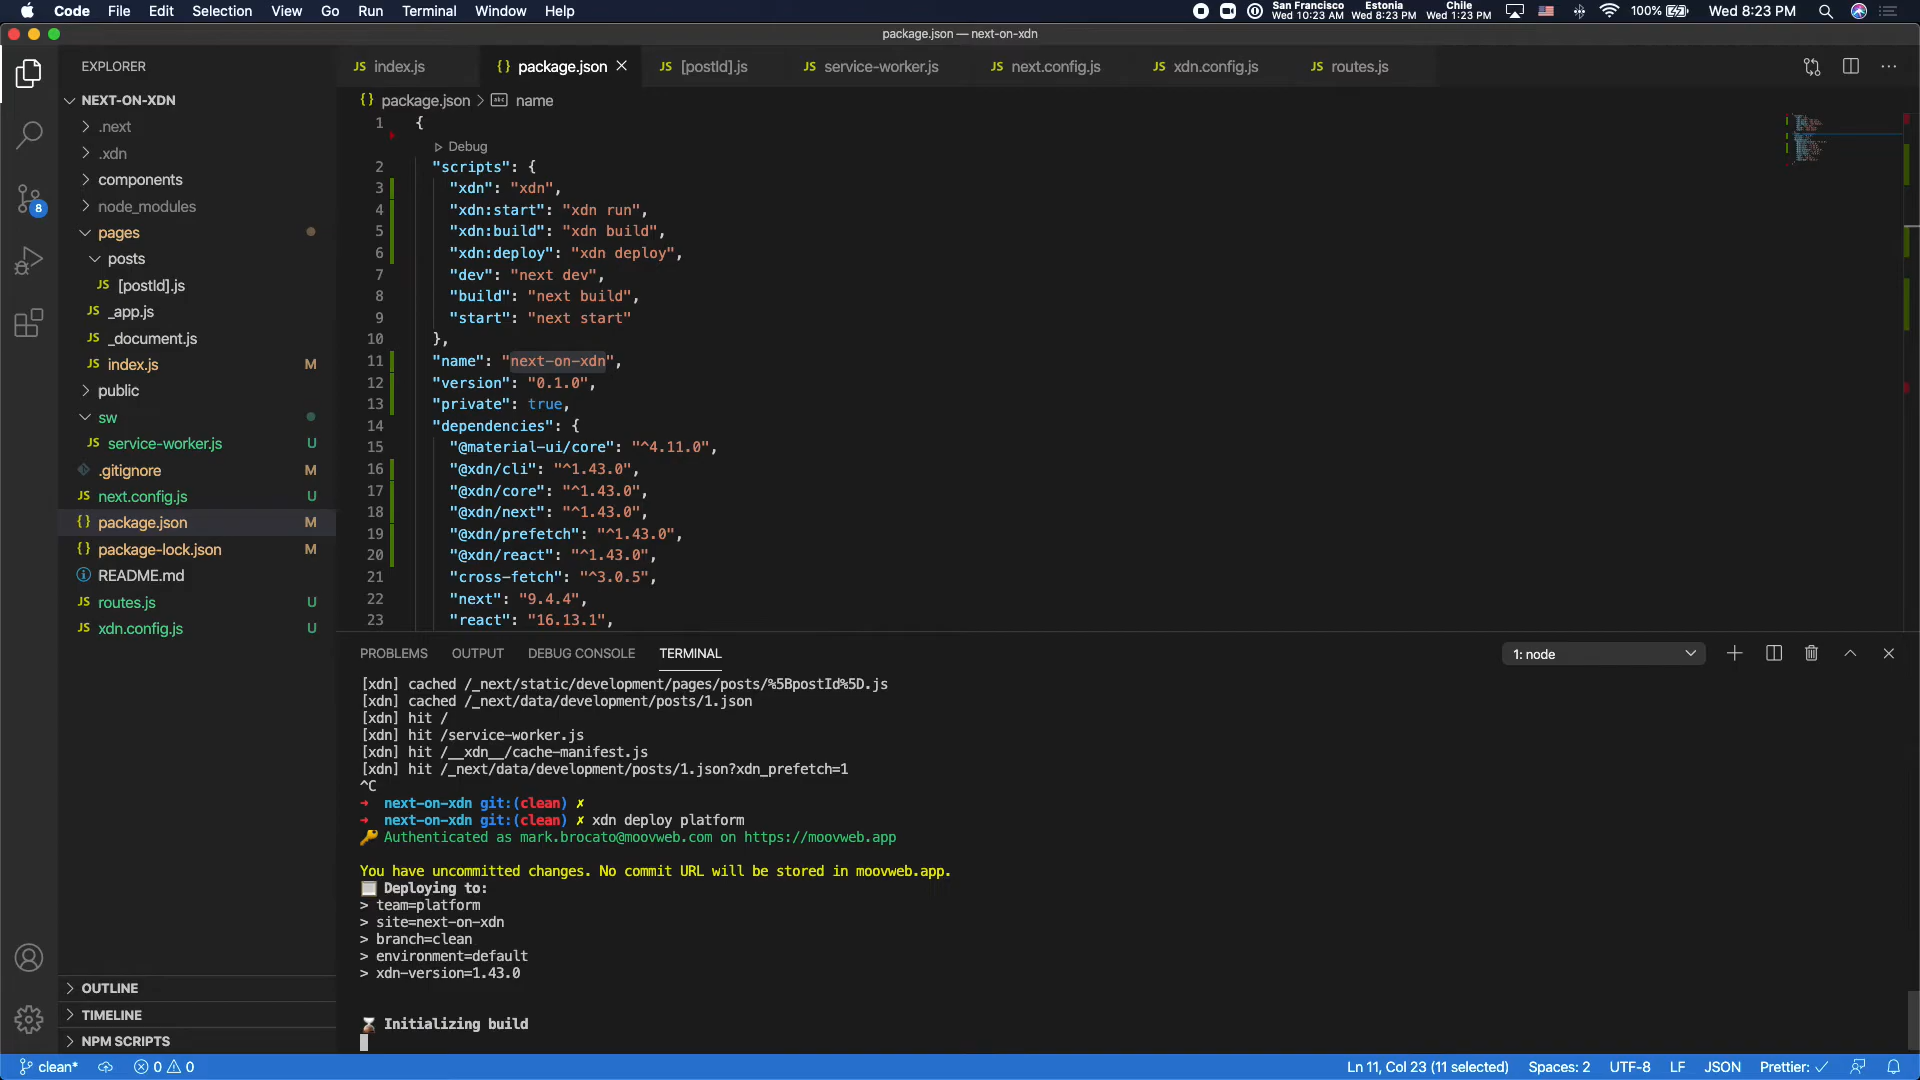 Code File Edit Selection View Go Run Terminal Window Help
San Francisco
Wed 10:23 AM
Estonia
Wed 8:23 PM
Chile
Wed 1:23 PM
100%
Wed 8:23 PM
package.json — next-on-xdn
EXPLORER
NEXT-ON-XDN
.next
.xdn
components
node_modules
pages
posts
JS [postId].js
JS _app.js
JS _document.js
JS index.js M
public
sw
JS service-worker.js U
.gitignore M
JS next.config.js U
{} package.json M
{} package-lock.json M
README.md
JS routes.js U
JS xdn.config.js U
OUTLINE
TIMELINE
NPM SCRIPTS
8
JS index.js {} package.json JS [postId].js JS service-worker.js JS next.config.js JS xdn.config.js JS routes.js
{} package.json > abc name
1 {
Debug
2 "scripts": {
3 "xdn": "xdn",
4 "xdn:start": "xdn run",
5 "xdn:build": "xdn build",
6 "xdn:deploy": "xdn deploy",
7 "dev": "next dev",
8 "build": "next build",
9 "start": "next start"
10 },
11 "name": "next-on-xdn",
12 "version": "0.1.0",
13 "private": true,
14 "dependencies": {
15 "@material-ui/core": "^4.11.0",
16 "@xdn/cli": "^1.43.0",
17 "@xdn/core": "^1.43.0",
18 "@xdn/next": "^1.43.0",
19 "@xdn/prefetch": "^1.43.0",
20 "@xdn/react": "^1.43.0",
21 "cross-fetch": "^3.0.5",
22 "next": "9.4.4",
23 "react": "16.13.1",
PROBLEMS OUTPUT DEBUG CONSOLE TERMINAL 1: node
[xdn] cached /_next/static/development/pages/posts/%5BpostId%5D.js
[xdn] cached /_next/data/development/posts/1.json
[xdn] hit /
[xdn] hit /service-worker.js
[xdn] hit /__xdn__/cache-manifest.js
[xdn] hit /_next/data/development/posts/1.json?xdn_prefetch=1
^C
→ next-on-xdn git:(clean) ✗
→ next-on-xdn git:(clean) ✗ xdn deploy platform
🔑 Authenticated as mark.brocato@moovweb.com on https://moovweb.app
You have uncommitted changes. No commit URL will be stored in moovweb.app.
Deploying to:
> team=platform
> site=next-on-xdn
> branch=clean
> environment=default
> xdn-version=1.43.0
⌛ Initializing build
clean* 0 0 Ln 11, Col 23 (11 selected) Spaces: 2 UTF-8 LF JSON Prettier: ✓